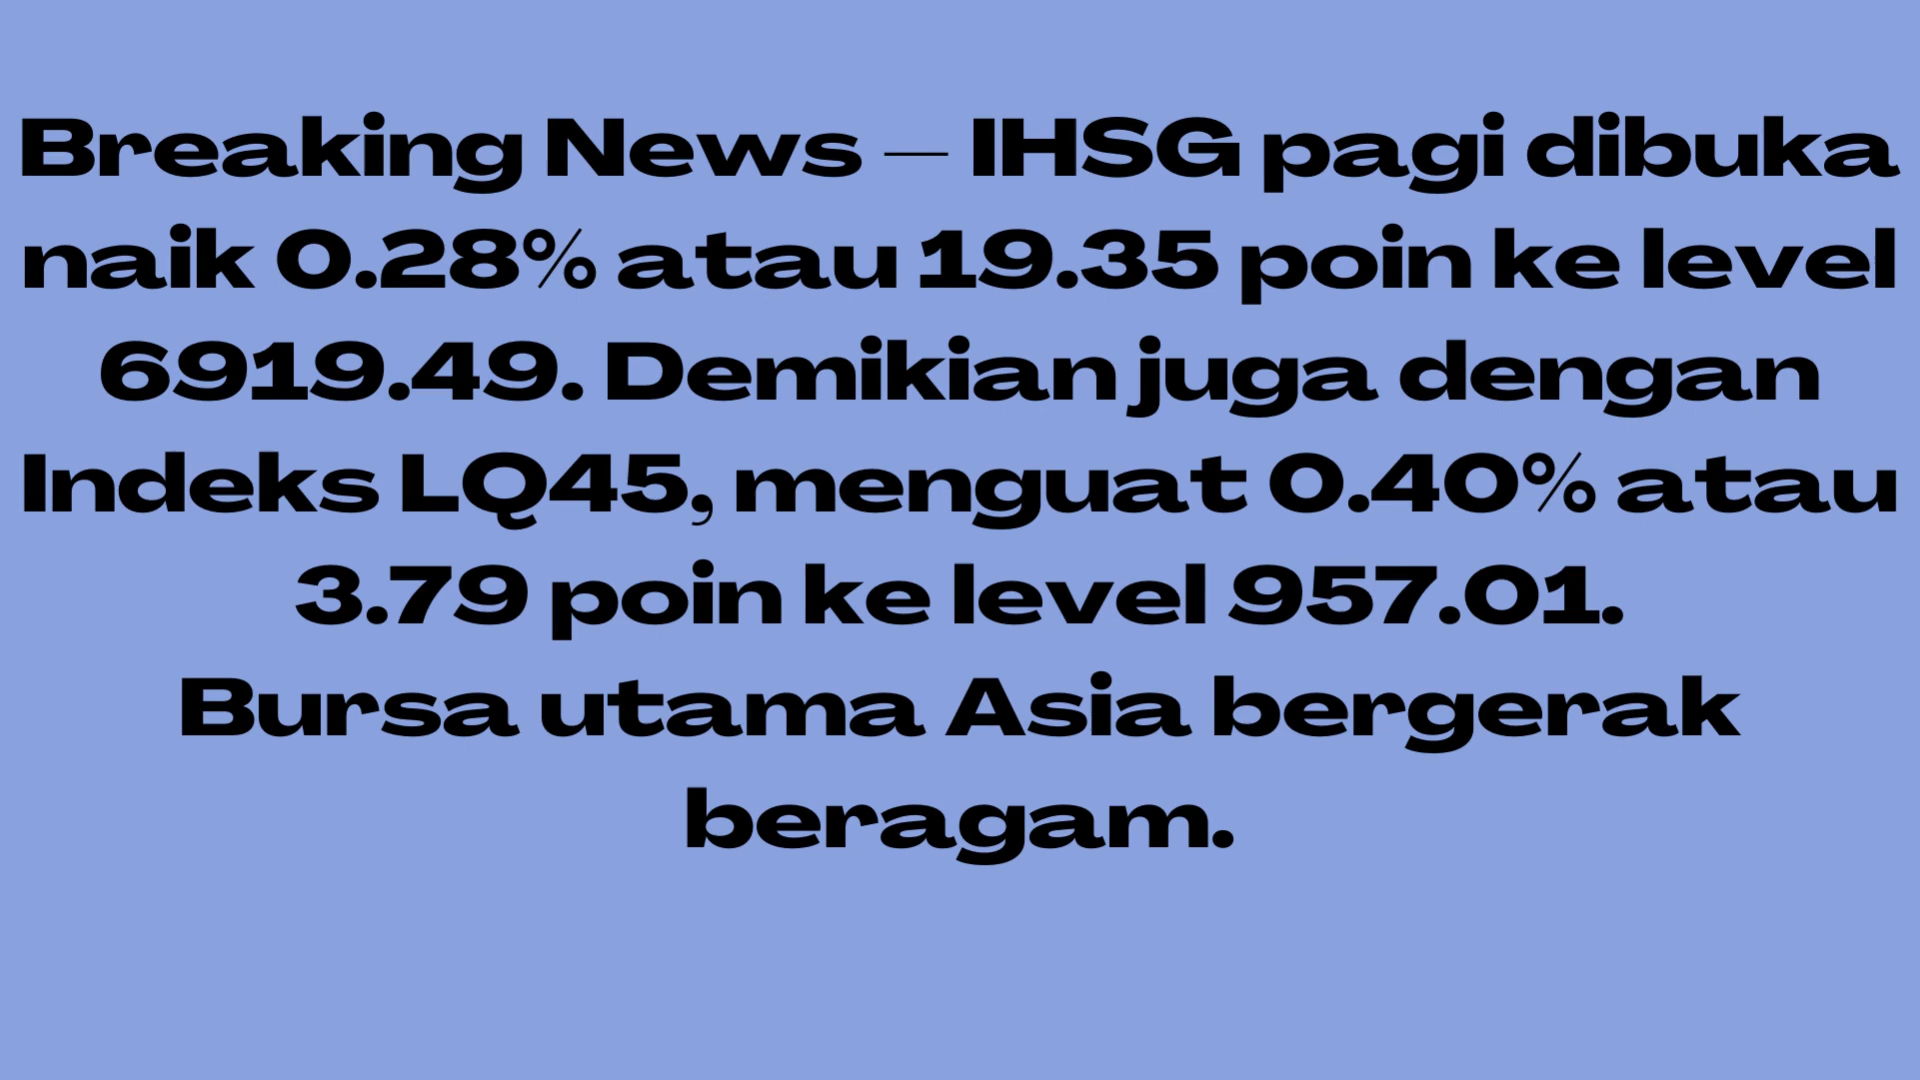 Breaking News — IHSG pagi dibuka
naik 0.28% atau 19.35 poin ke level
6919.49. Demikian juga dengan
Indeks LQ45, menguat 0.40% atau
3.79 poin ke level 957.01.
Bursa utama Asia bergerak
beragam.